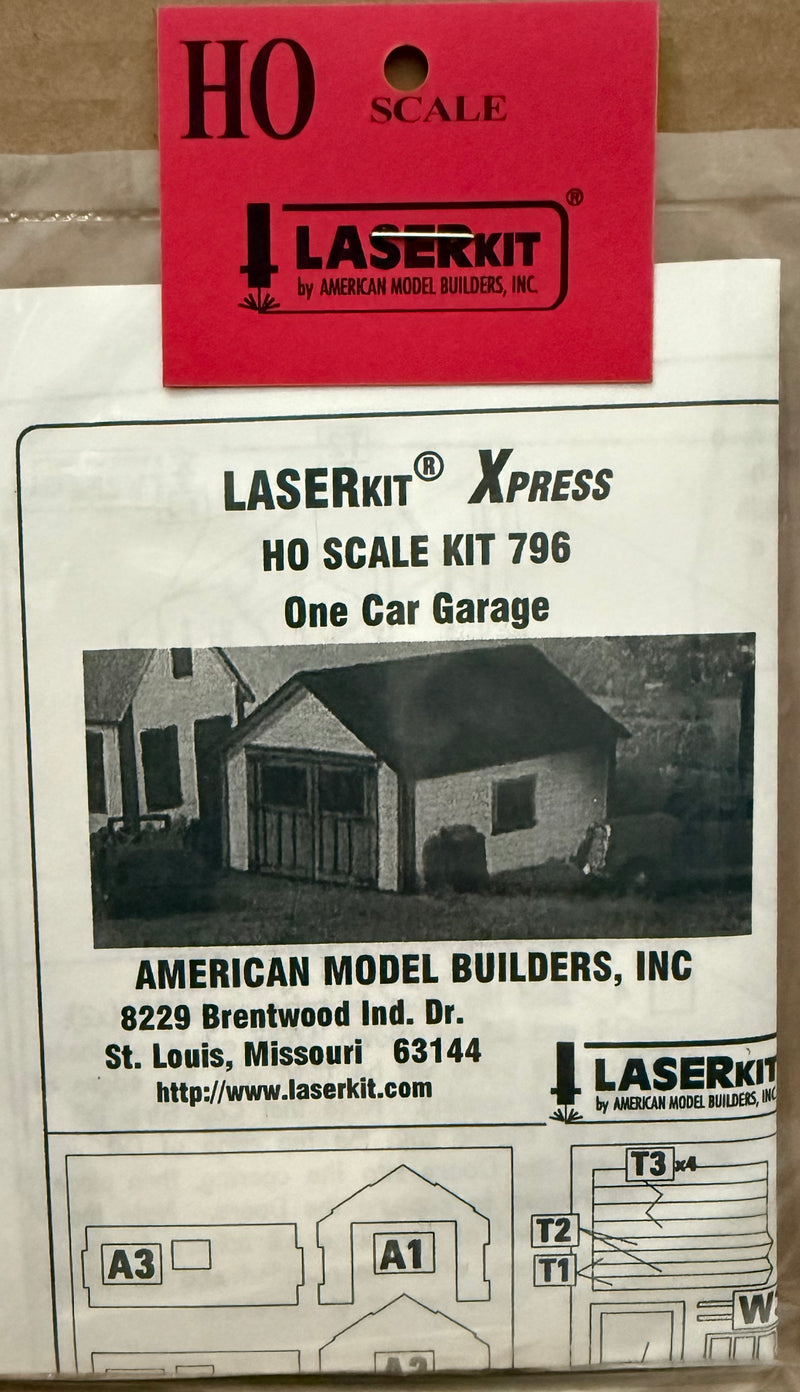 HO
SCALE
LASERKIT®
by AMERICAN MODEL BUILDERS, INC.
LASERKIT® XPRESS
HO SCALE KIT 796
One Car Garage
AMERICAN MODEL BUILDERS, INC
8229 Brentwood Ind. Dr.
St. Louis, Missouri 63144
http://www.laserkit.com
LASERKIT
by AMERICAN MODEL BUILDERS, INC
T3 x4
A3
A1
T2
T1
W
A2